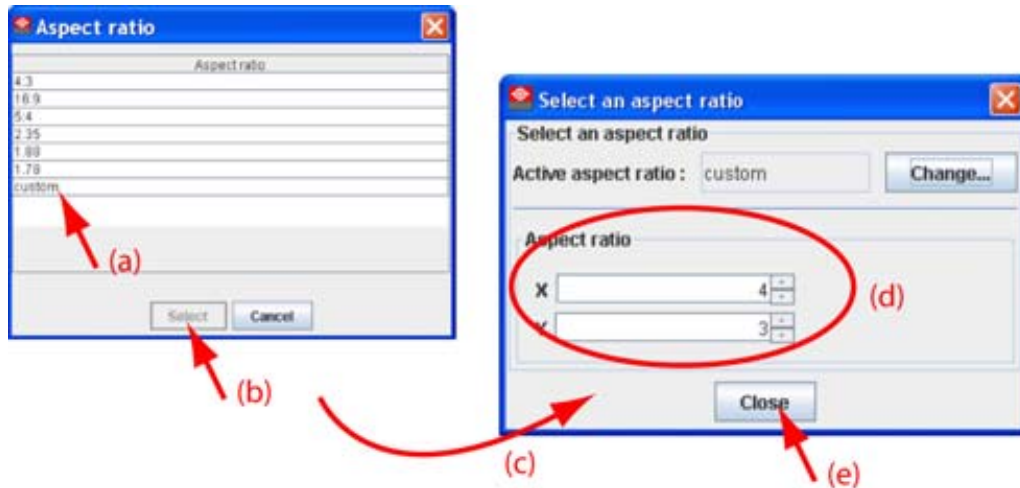 Aspect ratio
Aspect ratio
4:3
16:9
5:4
2.35
1.88
1.78
custom
(a)
Select Cancel
(b)
(c)
Select an aspect ratio
Select an aspect ratio
Active aspect ratio : custom Change...
Aspect ratio
X 4
Y 3
(d)
Close
(e)